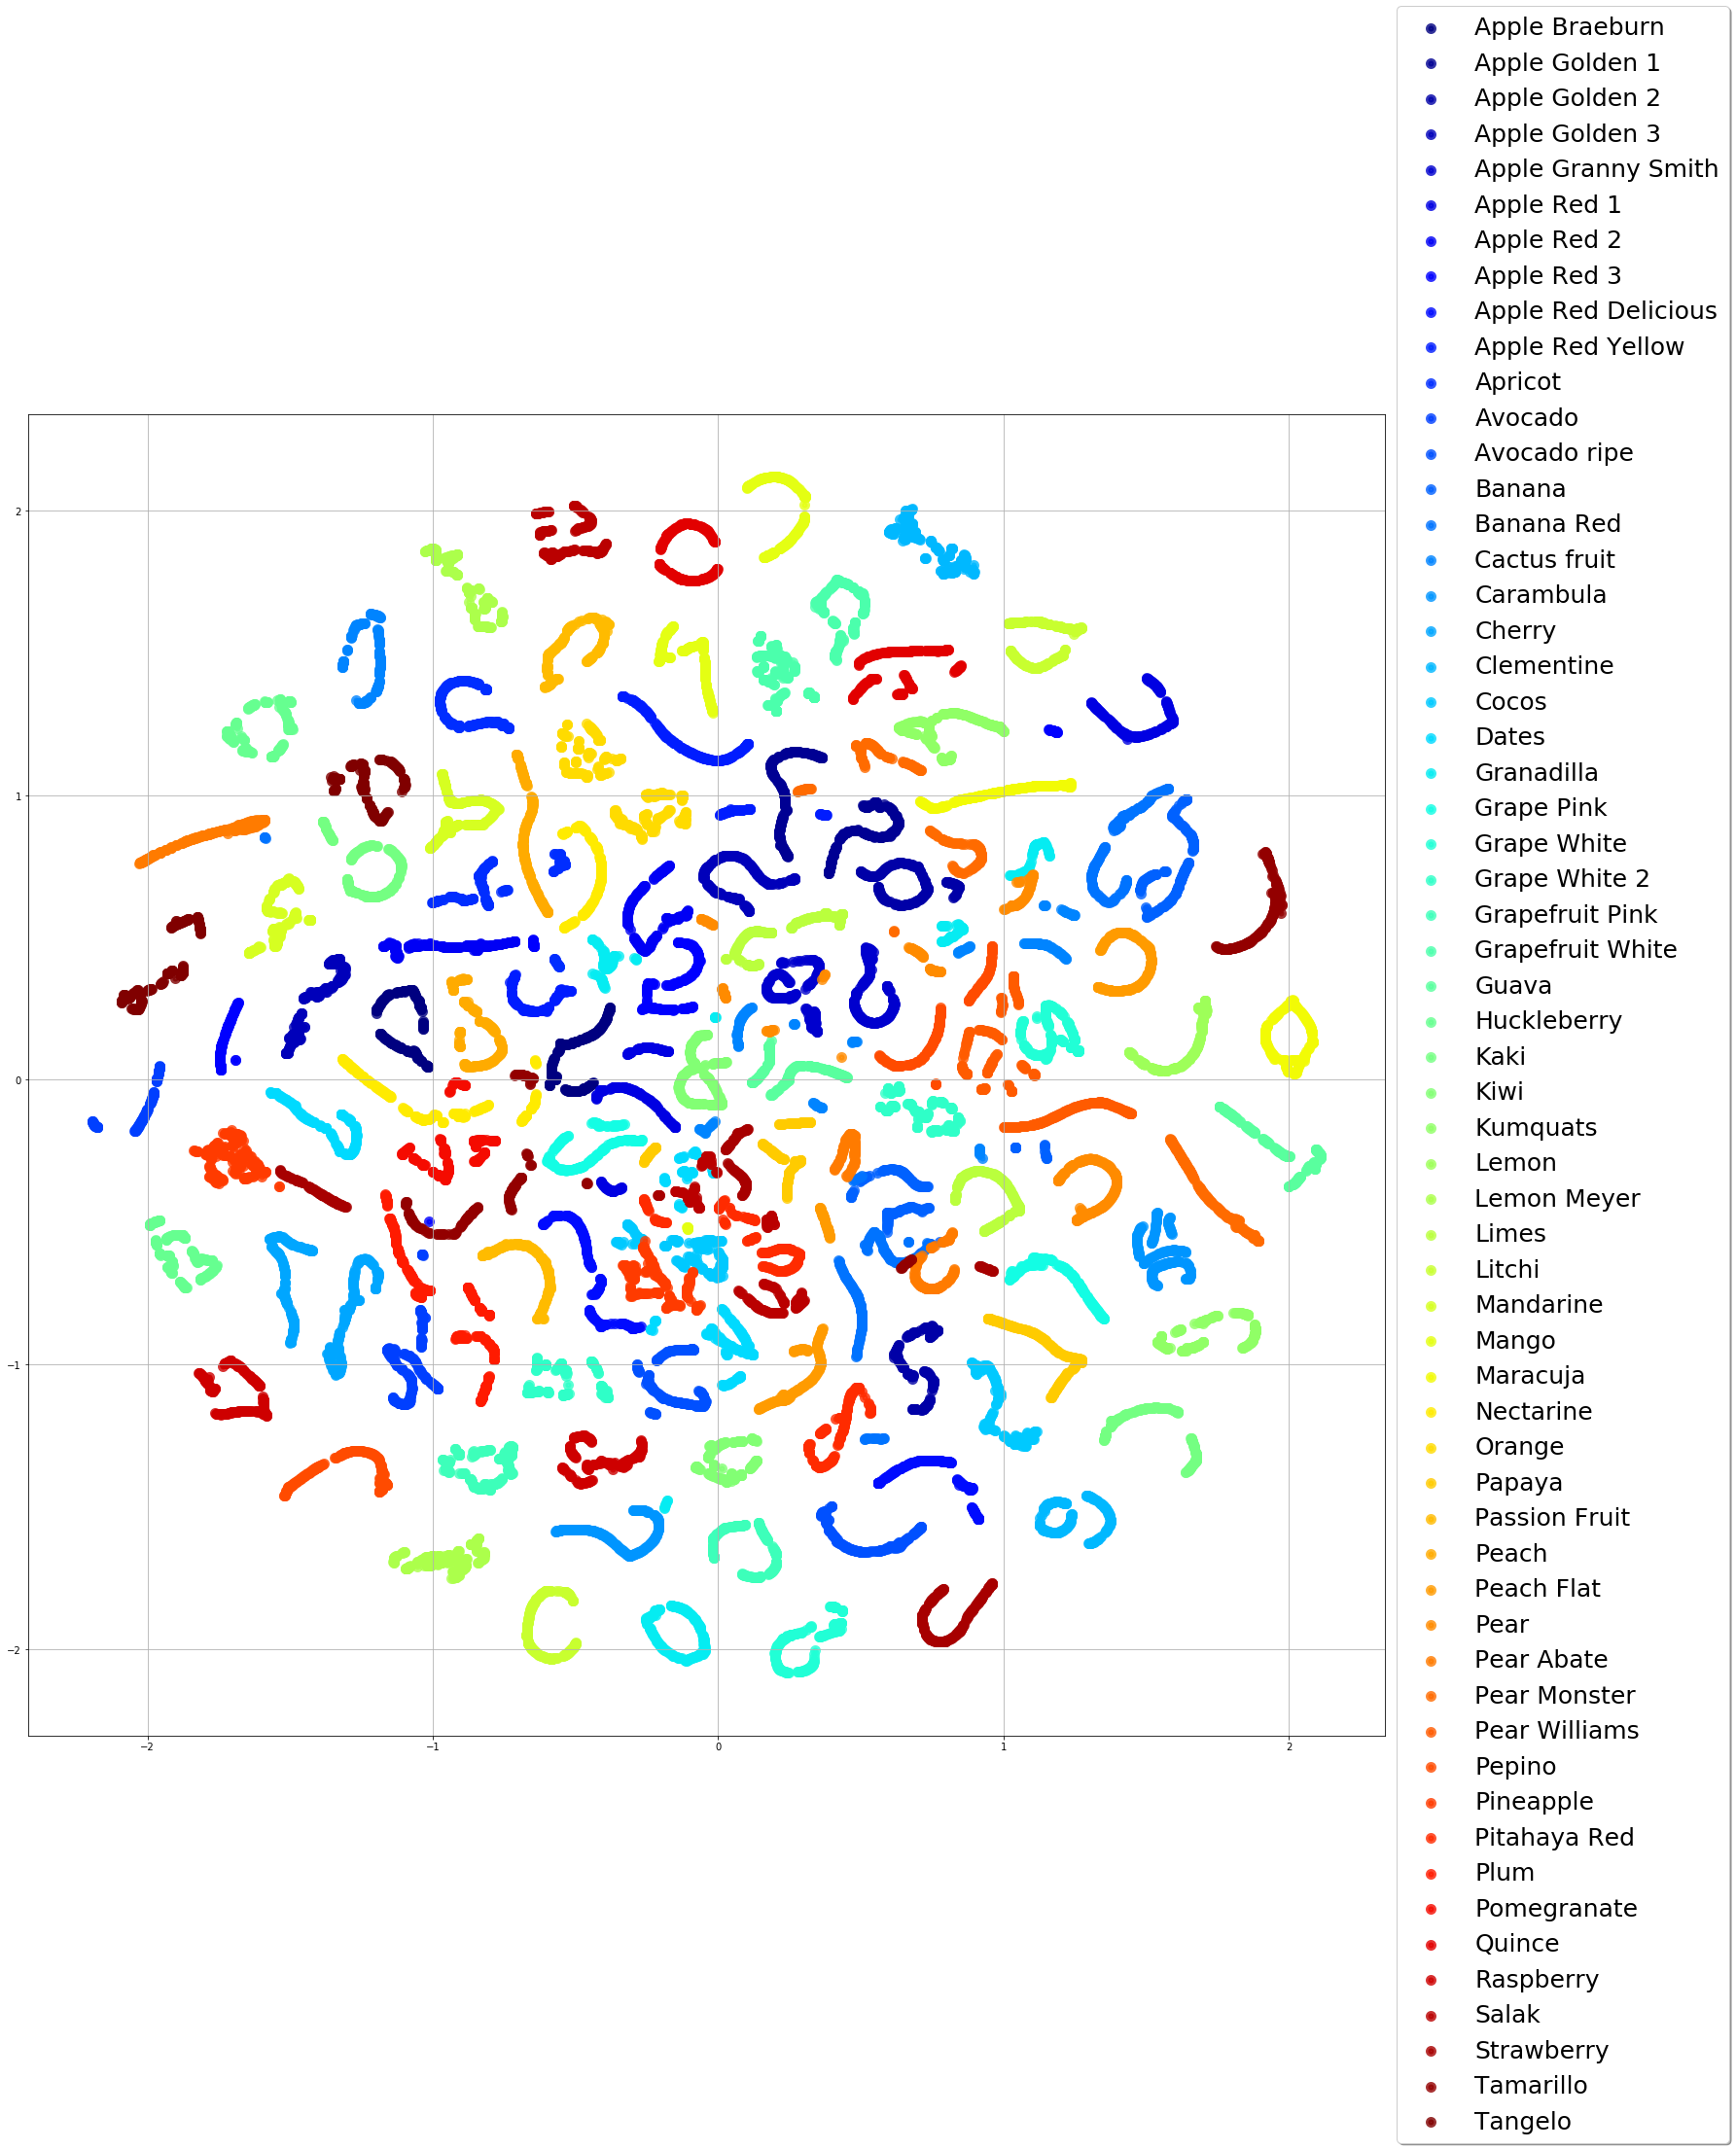 Apple Braeburn
Apple Golden 1
Apple Golden 2
Apple Golden 3
Apple Granny Smith
Apple Red 1
Apple Red 2
Apple Red 3
Apple Red Delicious
Apple Red Yellow
Apricot
Avocado
Avocado ripe
Banana
Banana Red
Cactus fruit
Carambula
Cherry
Clementine
Cocos
Dates
Granadilla
Grape Pink
Grape White
Grape White 2
Grapefruit Pink
Grapefruit White
Guava
Huckleberry
Kaki
Kiwi
Kumquats
Lemon
Lemon Meyer
Limes
Litchi
Mandarine
Mango
Maracuja
Nectarine
Orange
Papaya
Passion Fruit
Peach
Peach Flat
Pear
Pear Abate
Pear Monster
Pear Williams
Pepino
Pineapple
Pitahaya Red
Plum
Pomegranate
Quince
Raspberry
Salak
Strawberry
Tamarillo
Tangelo
2
1
0
−1
−2
−2 −1 0 1 2